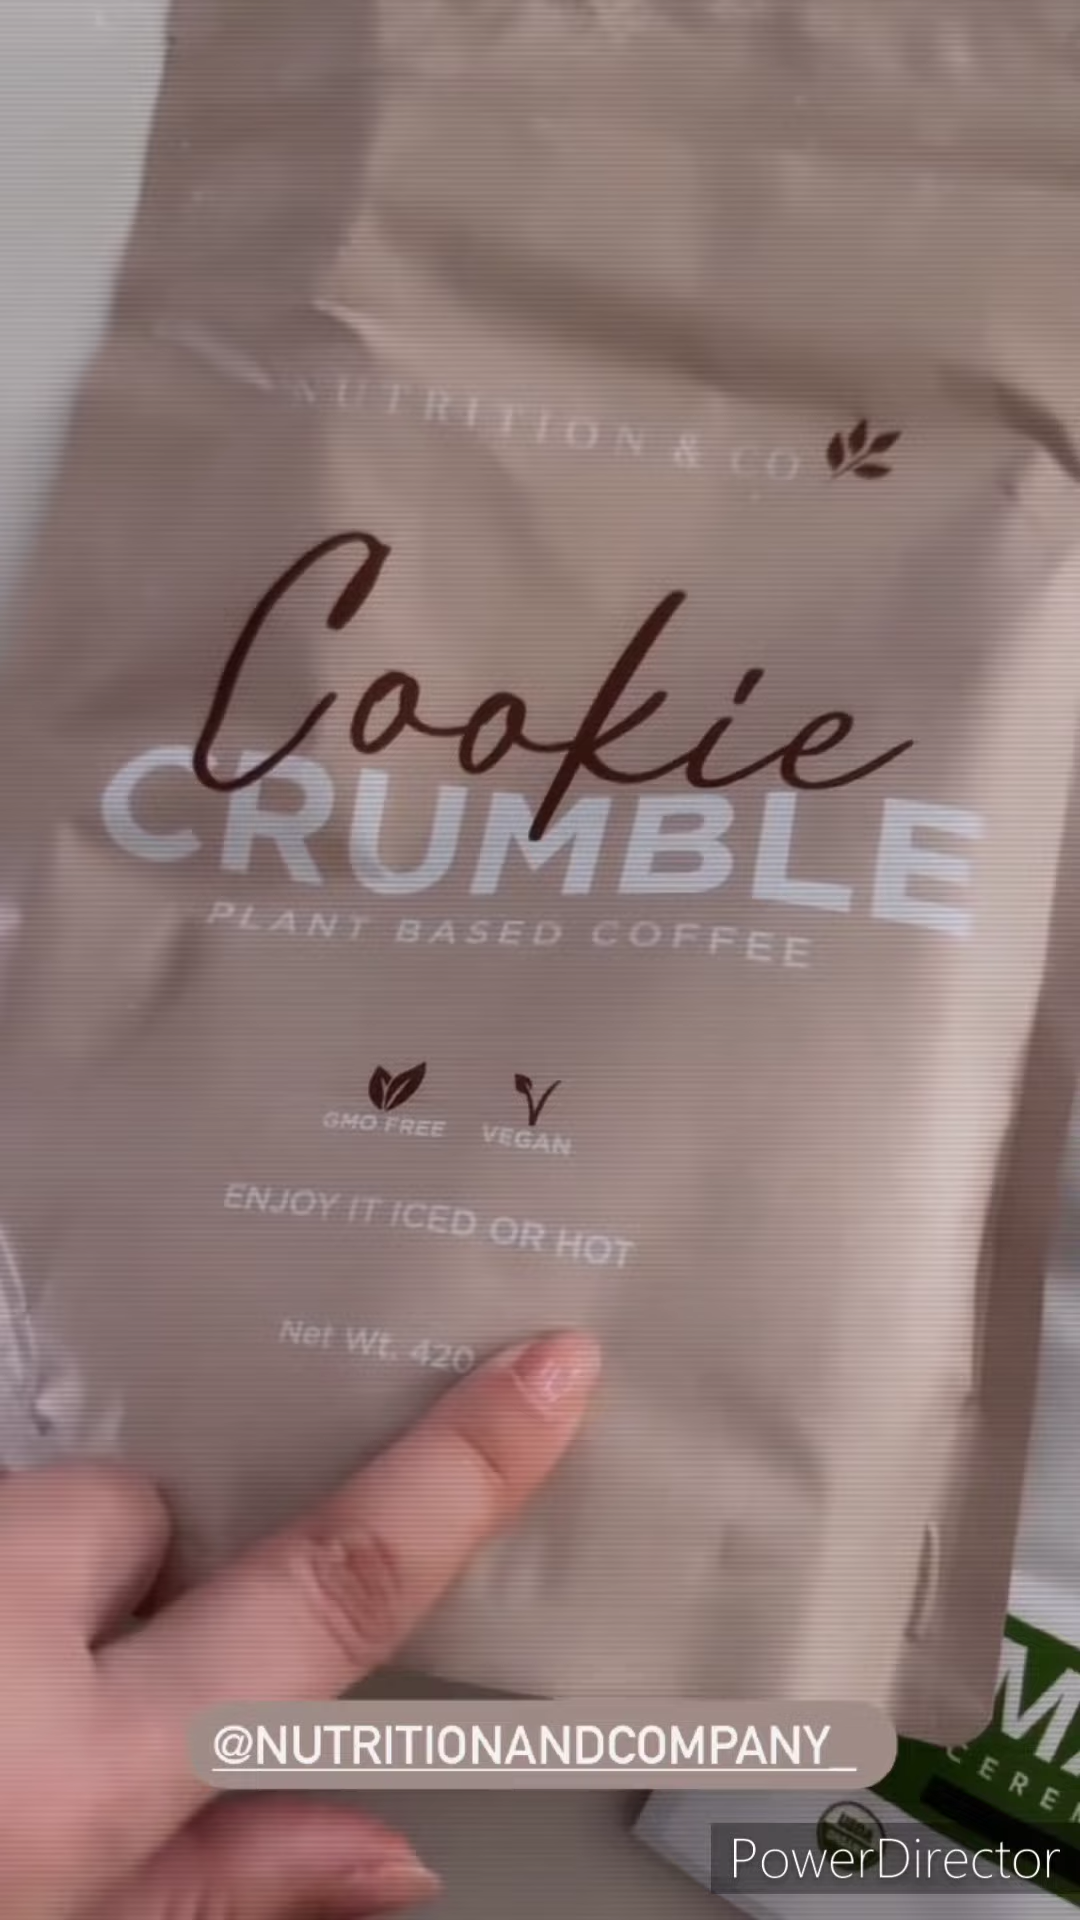 NUTRITION & CO
Cookie
CRUMBLE
PLANT BASED COFFEE
GMO FREE
VEGAN
ENJOY IT ICED OR HOT
Net Wt. 420
@NUTRITIONANDCOMPANY_
USDA
PowerDirector